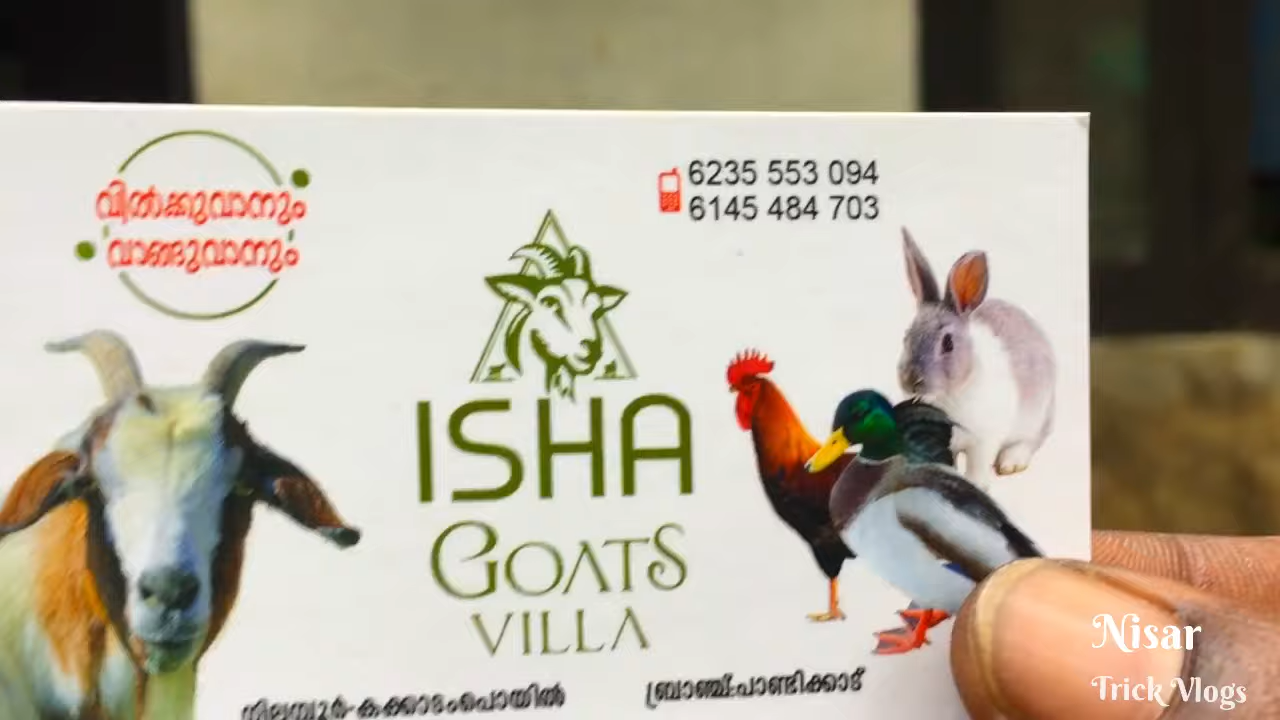 വിൽക്കുവാനും
വാങ്ങുവാനും
6235 553 094
6145 484 703
ISHA
GOATS
VILLA
നിലമ്പൂർ-കക്കാടംപൊയിൽ
ബ്രാഞ്ച്:പാണ്ടിക്കാട്
Nisar
Trick Vlogs